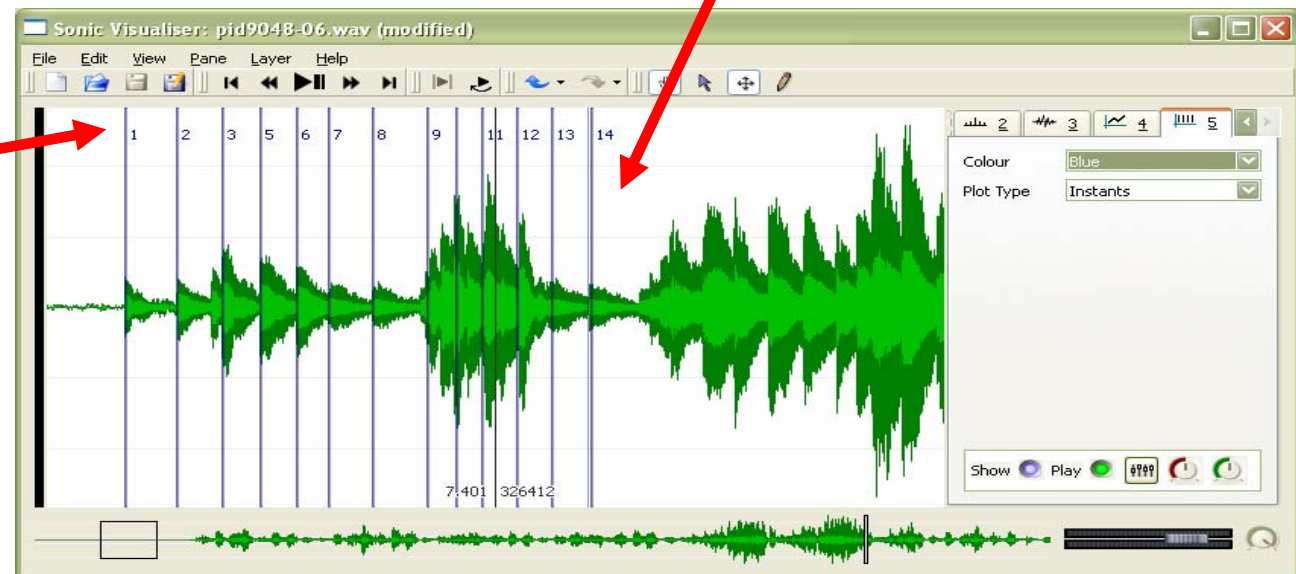 Sonic Visualiser: pid9048-06.wav (modified)
File Edit View Pane Layer Help
1 2 3 5 6 7 8 9 11 12 13 14
2 3 4 5
Colour Blue
Plot Type Instants
7.401 326412
Show Play